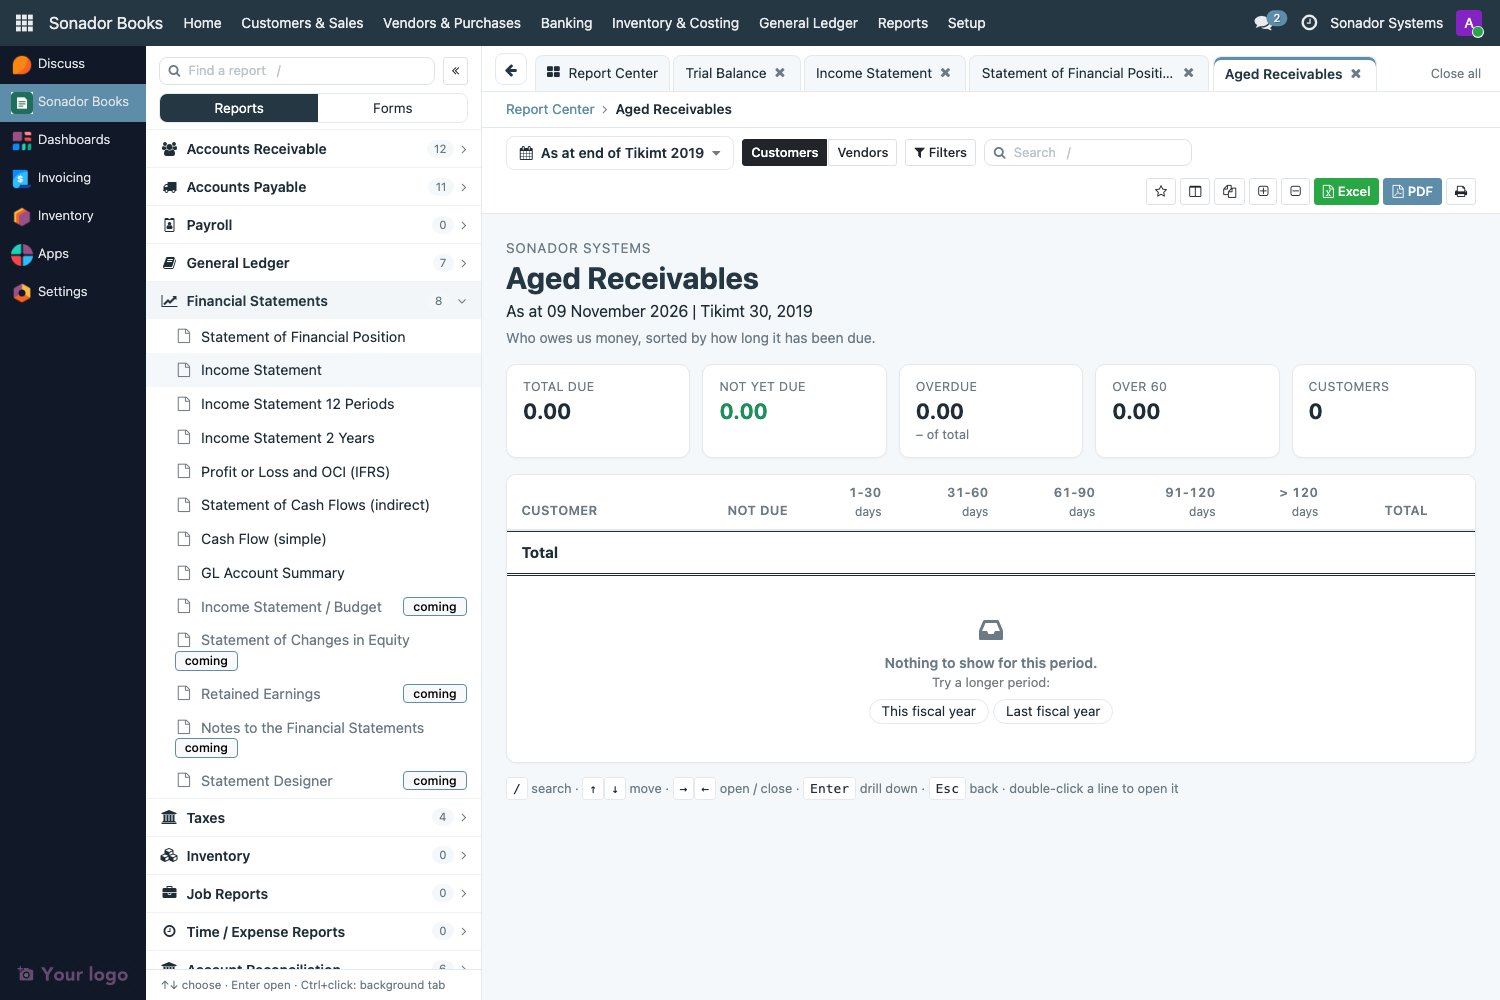 Sonador Books
Home
Customers & Sales
Vendors & Purchases
Banking
Inventory & Costing
General Ledger
Reports
Setup
2
Sonador Systems
A
Discuss
Sonador Books
Dashboards
Invoicing
Inventory
Apps
Settings
Your logo
Find a report /
«
Reports
Forms
Accounts Receivable 12
Accounts Payable 11
Payroll 0
General Ledger 7
Financial Statements 8
Statement of Financial Position
Income Statement
Income Statement 12 Periods
Income Statement 2 Years
Profit or Loss and OCI (IFRS)
Statement of Cash Flows (indirect)
Cash Flow (simple)
GL Account Summary
Income Statement / Budget coming
Statement of Changes in Equity
coming
Retained Earnings coming
Notes to the Financial Statements
coming
Statement Designer coming
Taxes 4
Inventory 0
Job Reports 0
Time / Expense Reports 0
Account Reconciliation 6
↑↓ choose · Enter open · Ctrl+click: background tab
Report Center
Trial Balance ✖
Income Statement ✖
Statement of Financial Positi... ✖
Aged Receivables ✖
Close all
Report Center > Aged Receivables
As at end of Tikimt 2019
Customers
Vendors
Filters
Search /
Excel
PDF
SONADOR SYSTEMS
Aged Receivables
As at 09 November 2026 | Tikimt 30, 2019
Who owes us money, sorted by how long it has been due.
TOTAL DUE
0.00
NOT YET DUE
0.00
OVERDUE
0.00
– of total
OVER 60
0.00
CUSTOMERS
0
CUSTOMER
NOT DUE
1-30
days
31-60
days
61-90
days
91-120
days
> 120
days
TOTAL
Total
Nothing to show for this period.
Try a longer period:
This fiscal year
Last fiscal year
/ search · ↑ ↓ move · → ← open / close · Enter drill down · Esc back · double-click a line to open it